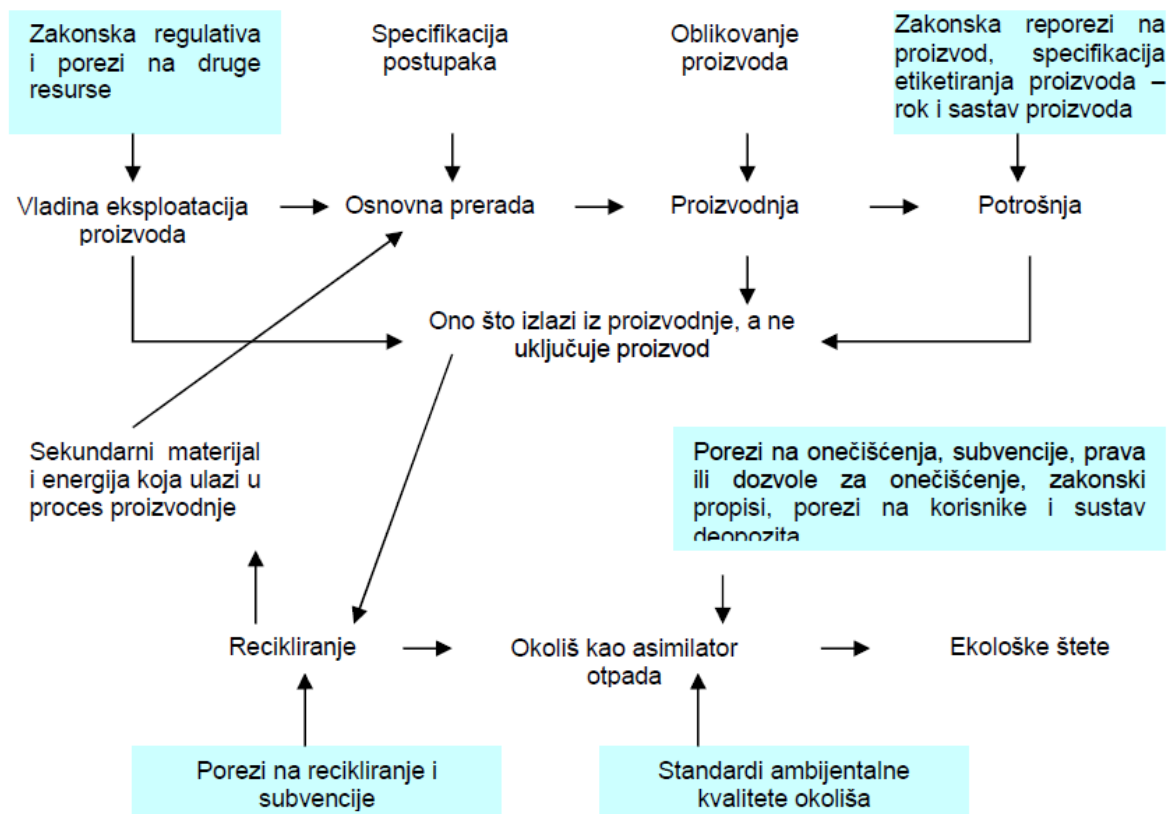 Zakonska regulativa
i porezi na druge
resurse
Specifikacija
postupaka
Oblikovanje
proizvoda
Zakonska reporezi na
proizvod, specifikacija
etiketiranja proizvoda –
rok i sastav proizvoda
Vladina eksploatacija
proizvoda
Osnovna prerada
Proizvodnja
Potrošnja
Ono što izlazi iz proizvodnje, a ne
uključuje proizvod
Sekundarni materijal
i energija koja ulazi u
proces proizvodnje
Porezi na onečišćenja, subvencije, prava
ili dozvole za onečišćenje, zakonski
propisi, porezi na korisnike i sustav
deopozita
Recikliranje
Okoliš kao asimilator
otpada
Ekološke štete
Porezi na recikliranje i
subvencije
Standardi ambijentalne
kvalitete okoliša